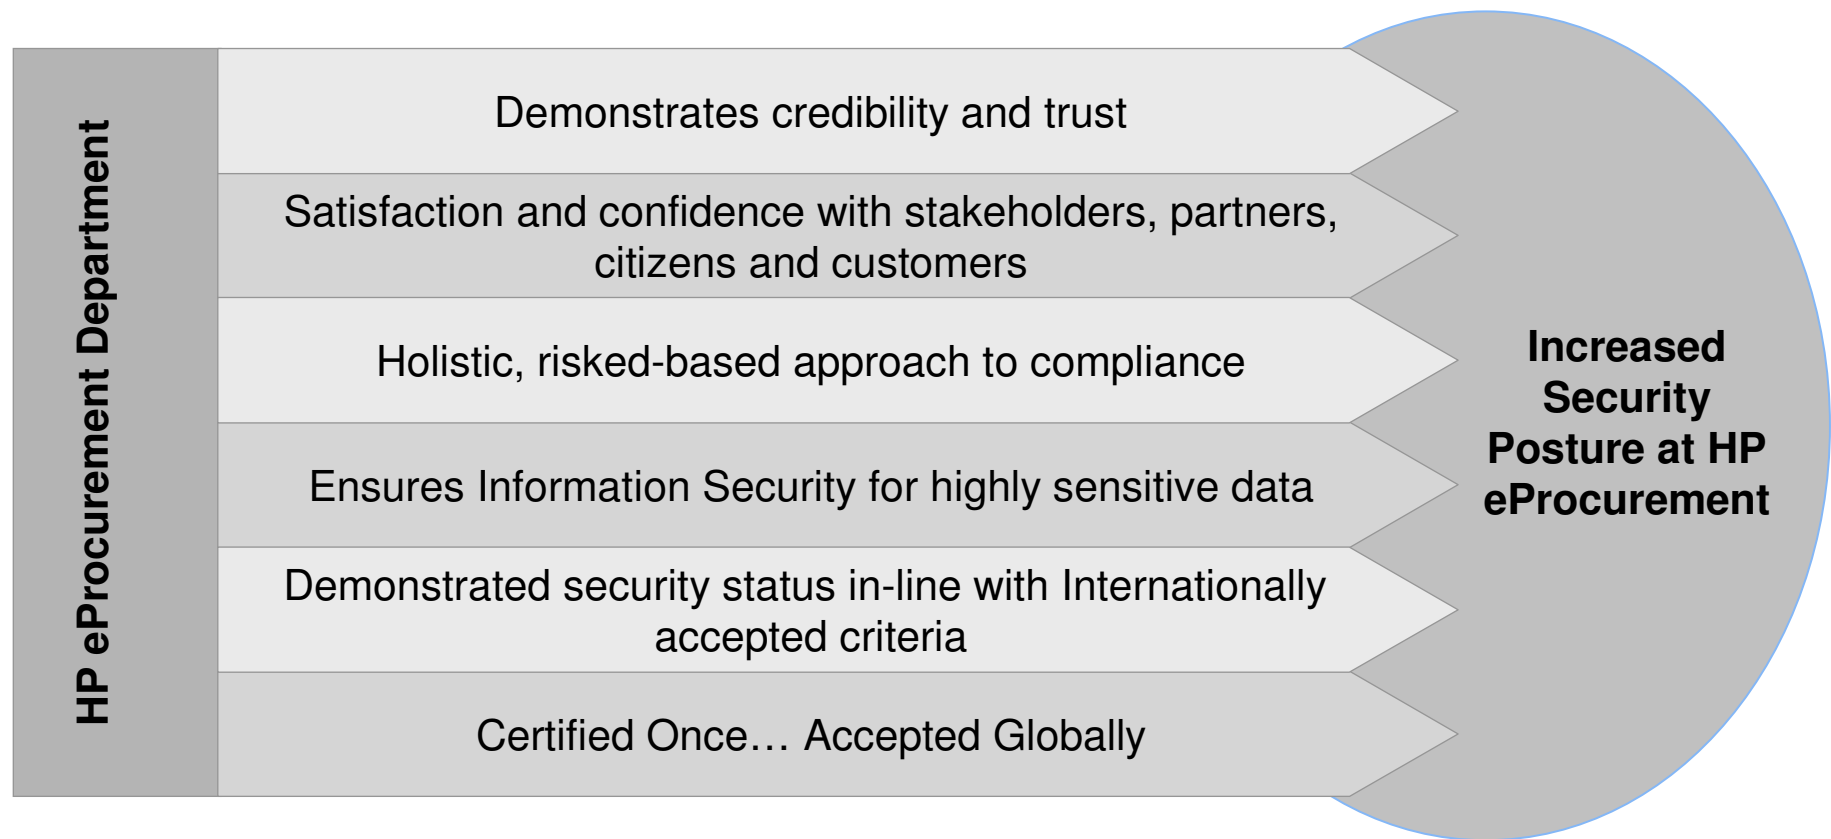 HP eProcurement Department
Demonstrates credibility and trust
Satisfaction and confidence with stakeholders, partners,
citizens and customers
Holistic, risked-based approach to compliance
Ensures Information Security for highly sensitive data
Demonstrated security status in-line with Internationally
accepted criteria
Certified Once… Accepted Globally
Increased
Security
Posture at HP
eProcurement